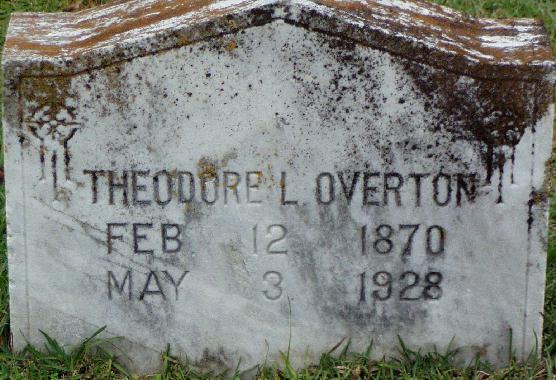 THEODORE L. OVERTON
FEB 12 1870
MAY 3 1928